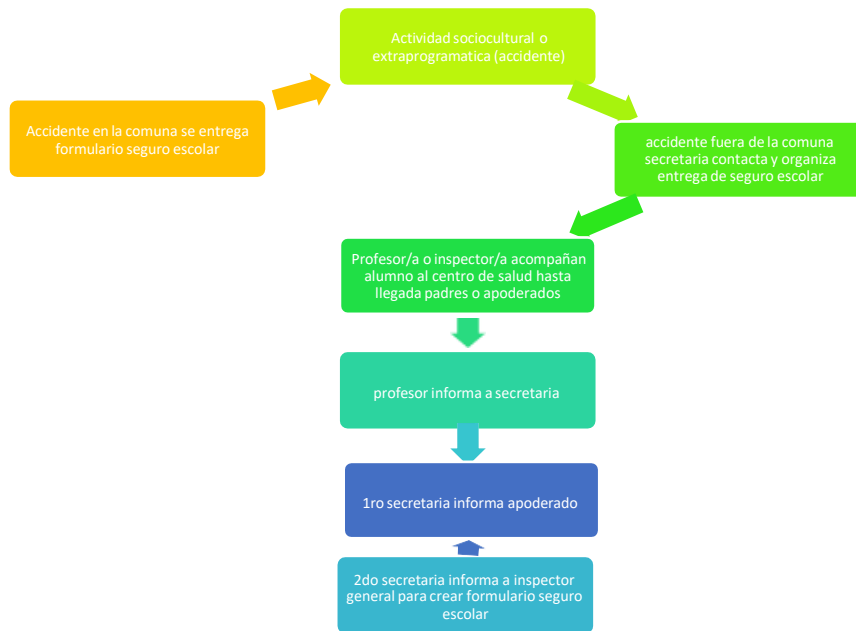 Actividad sociocultural o
extraprogramatica (accidente)
Accidente en la comuna se entrega
formulario seguro escolar
accidente fuera de la comuna
secretaria contacta y organiza
entrega de seguro escolar
Profesor/a o inspector/a acompañan
alumno al centro de salud hasta
llegada padres o apoderados
profesor informa a secretaria
1ro secretaria informa apoderado
2do secretaria informa a inspector
general para crear formulario seguro
escolar